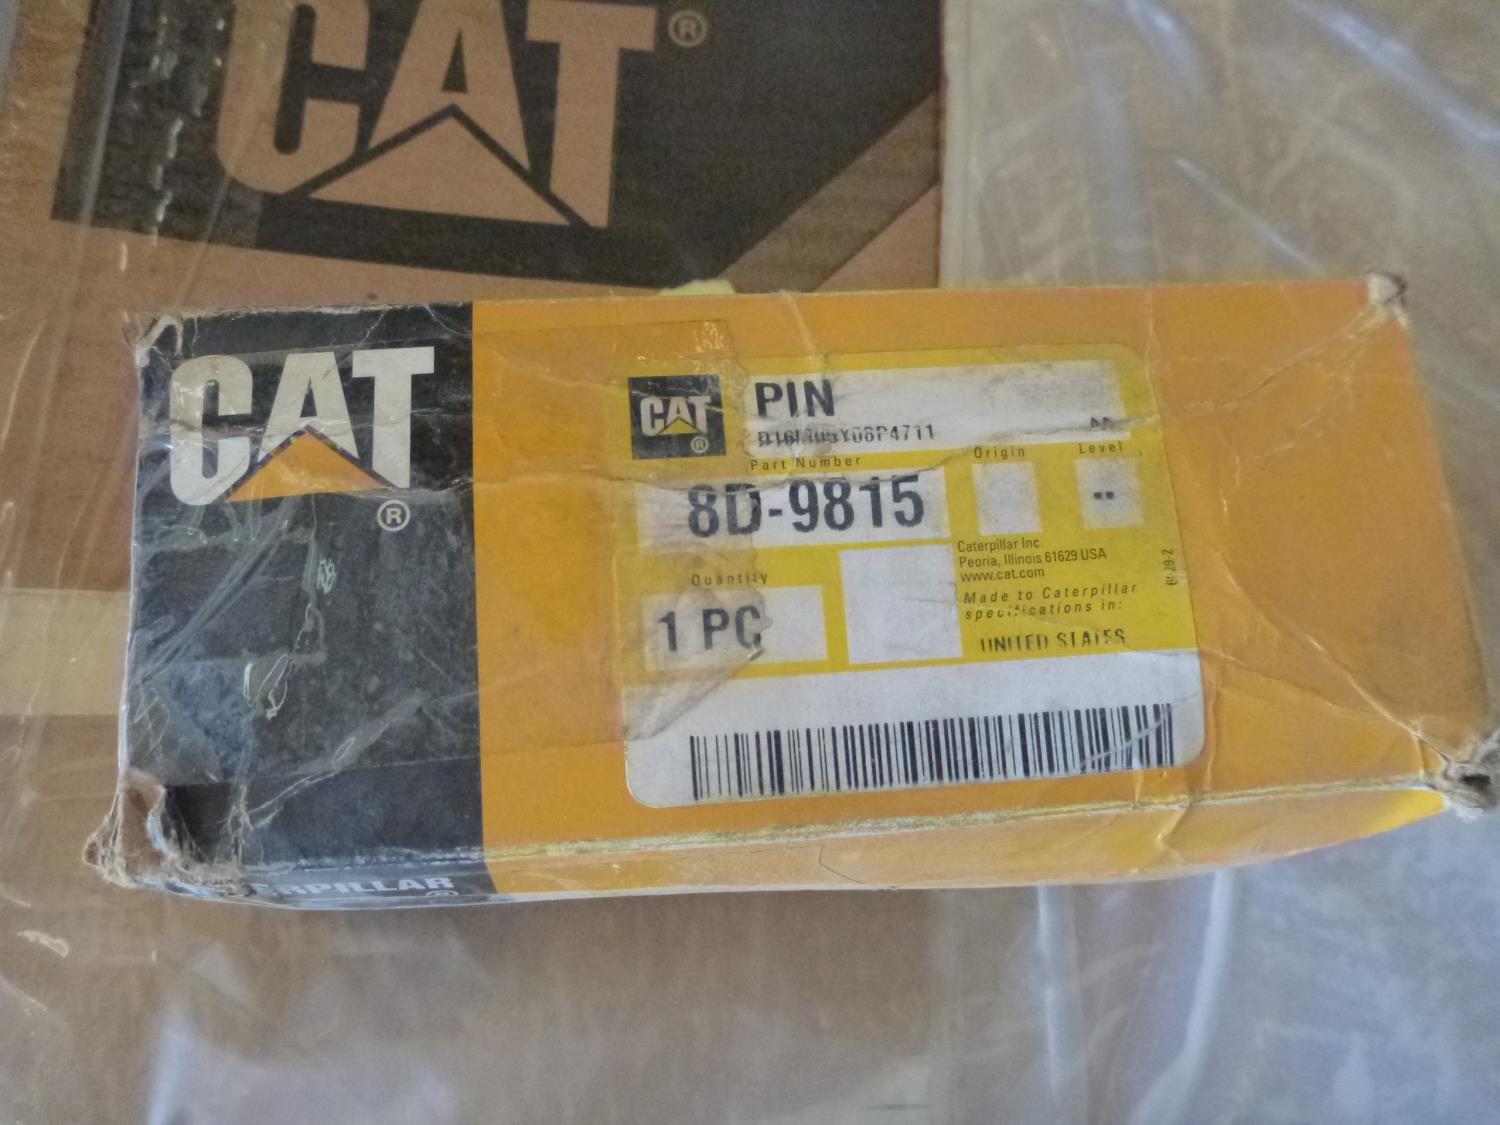 CAT®
CAT
®
CAT
®
PIN
Part Number
8D-9815
Origin
Level
--
Quantity
1 PC
Caterpillar Inc.
Peoria, Illinois 61629 USA
www.cat.com
Made to Caterpillar
specifications in:
UNITED STATES